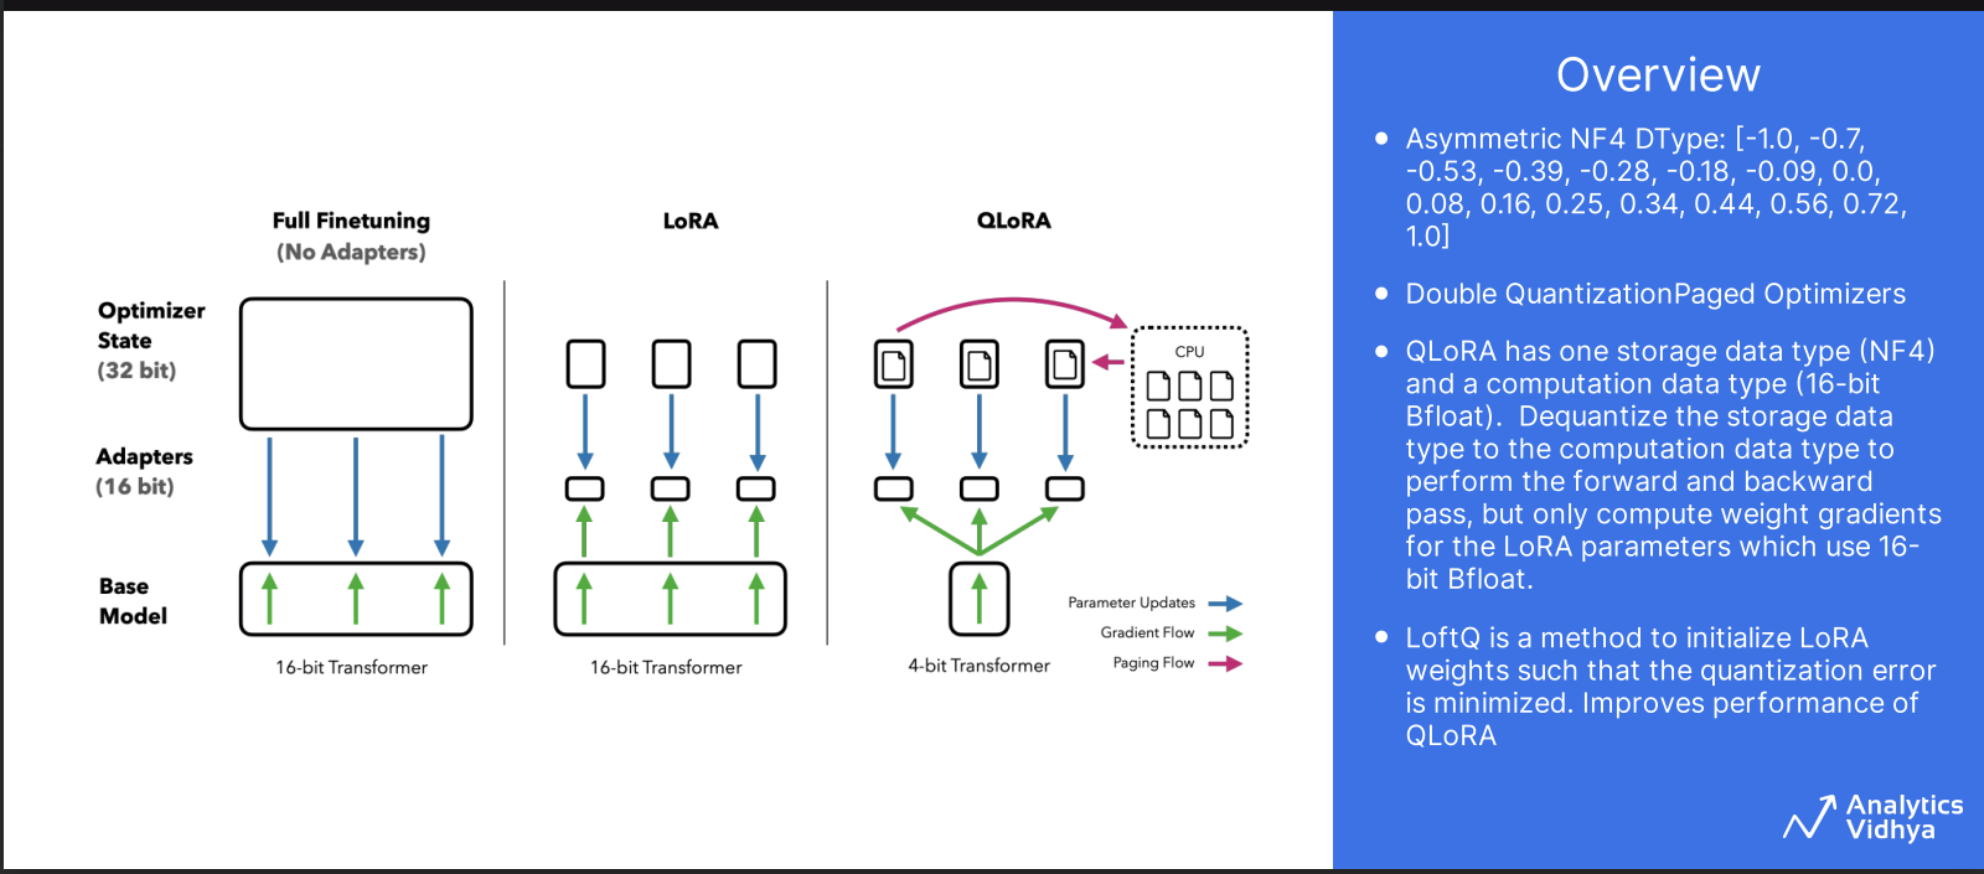 Full Finetuning
(No Adapters)
LoRA
QLoRA
Optimizer
State
(32 bit)
CPU
Adapters
(16 bit)
Base
Model
Parameter Updates
Gradient Flow
Paging Flow
16-bit Transformer
16-bit Transformer
4-bit Transformer
Overview
• Asymmetric NF4 DType: [-1.0, -0.7,
-0.53, -0.39, -0.28, -0.18, -0.09, 0.0,
0.08, 0.16, 0.25, 0.34, 0.44, 0.56, 0.72,
1.0]
• Double QuantizationPaged Optimizers
• QLoRA has one storage data type (NF4)
and a computation data type (16-bit
Bfloat).  Dequantize the storage data
type to the computation data type to
perform the forward and backward
pass, but only compute weight gradients
for the LoRA parameters which use 16-
bit Bfloat.
• LoftQ is a method to initialize LoRA
weights such that the quantization error
is minimized. Improves performance of
QLoRA
Analytics
Vidhya